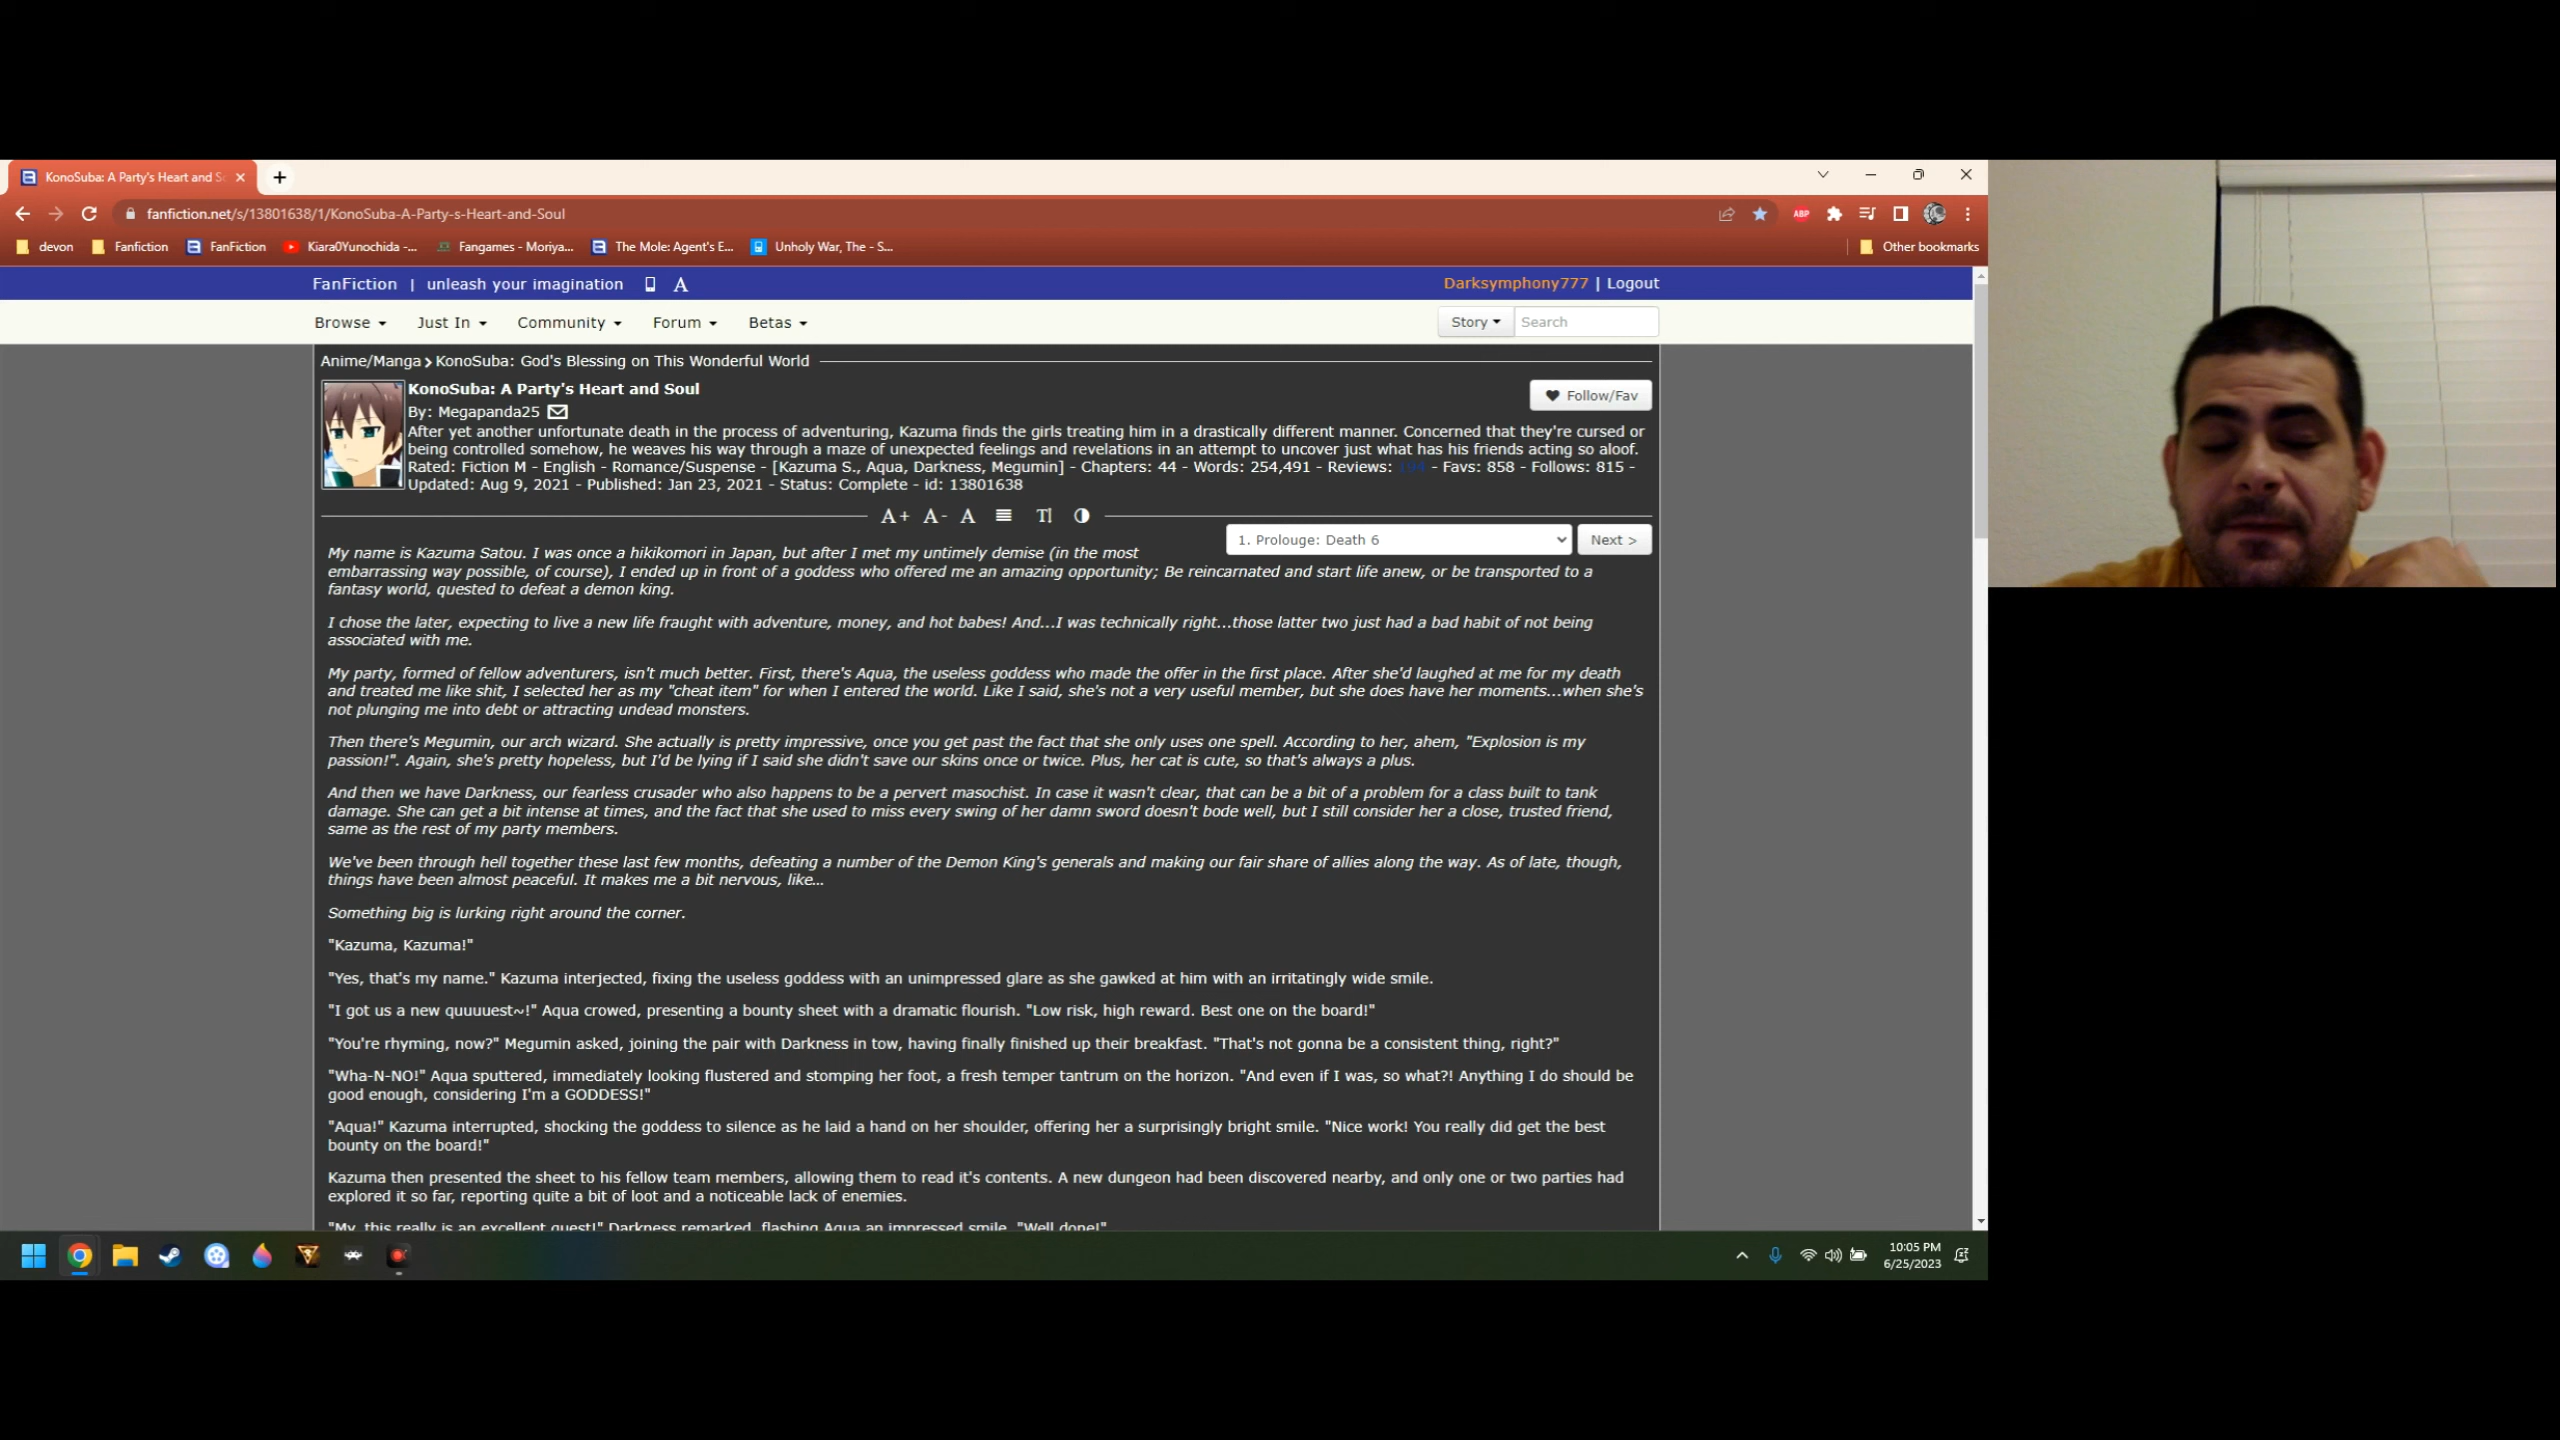 KonoSuba: A Party's Heart and S
fanfiction.net/s/13801638/1/KonoSuba-A-Party-s-Heart-and-Soul
ABP
devon
Fanfiction
FanFiction
Kiara0Yunochida -...
Fangames - Moriya...
The Mole: Agent's E...
Unholy War, The - S...
Other bookmarks
FanFiction | unleash your imagination A
Darksymphony777 | Logout
Browse
Just In
Community
Forum
Betas
Story
Search
Anime/Manga > KonoSuba: God's Blessing on This Wonderful World
KonoSuba: A Party's Heart and Soul
Follow/Fav
By: Megapanda25
After yet another unfortunate death in the process of adventuring, Kazuma finds the girls treating him in a drastically different manner. Concerned that they're cursed or
being controlled somehow, he weaves his way through a maze of unexpected feelings and revelations in an attempt to uncover just what has his friends acting so aloof.
Rated: Fiction M - English - Romance/Suspense - [Kazuma S., Aqua, Darkness, Megumin] - Chapters: 44 - Words: 254,491 - Reviews: - Favs: 858 - Follows: 815 -
Updated: Aug 9, 2021 - Published: Jan 23, 2021 - Status: Complete - id: 13801638
A+ A- A
1. Prolouge: Death 6
Next >
My name is Kazuma Satou. I was once a hikikomori in Japan, but after I met my untimely demise (in the most
embarrassing way possible, of course), I ended up in front of a goddess who offered me an amazing opportunity; Be reincarnated and start life anew, or be transported to a
fantasy world, quested to defeat a demon king.
I chose the later, expecting to live a new life fraught with adventure, money, and hot babes! And...I was technically right...those latter two just had a bad habit of not being
associated with me.
My party, formed of fellow adventurers, isn't much better. First, there's Aqua, the useless goddess who made the offer in the first place. After she'd laughed at me for my death
and treated me like shit, I selected her as my "cheat item" for when I entered the world. Like I said, she's not a very useful member, but she does have her moments...when she's
not plunging me into debt or attracting undead monsters.
Then there's Megumin, our arch wizard. She actually is pretty impressive, once you get past the fact that she only uses one spell. According to her, ahem, "Explosion is my
passion!". Again, she's pretty hopeless, but I'd be lying if I said she didn't save our skins once or twice. Plus, her cat is cute, so that's always a plus.
And then we have Darkness, our fearless crusader who also happens to be a pervert masochist. In case it wasn't clear, that can be a bit of a problem for a class built to tank
damage. She can get a bit intense at times, and the fact that she used to miss every swing of her damn sword doesn't bode well, but I still consider her a close, trusted friend,
same as the rest of my party members.
We've been through hell together these last few months, defeating a number of the Demon King's generals and making our fair share of allies along the way. As of late, though,
things have been almost peaceful. It makes me a bit nervous, like...
Something big is lurking right around the corner.
"Kazuma, Kazuma!"
"Yes, that's my name." Kazuma interjected, fixing the useless goddess with an unimpressed glare as she gawked at him with an irritatingly wide smile.
"I got us a new quuuuest~!" Aqua crowed, presenting a bounty sheet with a dramatic flourish. "Low risk, high reward. Best one on the board!"
"You're rhyming, now?" Megumin asked, joining the pair with Darkness in tow, having finally finished up their breakfast. "That's not gonna be a consistent thing, right?"
"Wha-N-NO!" Aqua sputtered, immediately looking flustered and stomping her foot, a fresh temper tantrum on the horizon. "And even if I was, so what?! Anything I do should be
good enough, considering I'm a GODDESS!"
"Aqua!" Kazuma interrupted, shocking the goddess to silence as he laid a hand on her shoulder, offering her a surprisingly bright smile. "Nice work! You really did get the best
bounty on the board!"
Kazuma then presented the sheet to his fellow team members, allowing them to read it's contents. A new dungeon had been discovered nearby, and only one or two parties had
explored it so far, reporting quite a bit of loot and a noticeable lack of enemies.
"My, this really is an excellent quest!" Darkness remarked, flashing Aqua an impressed smile. "Well done!"
10:05 PM
6/25/2023